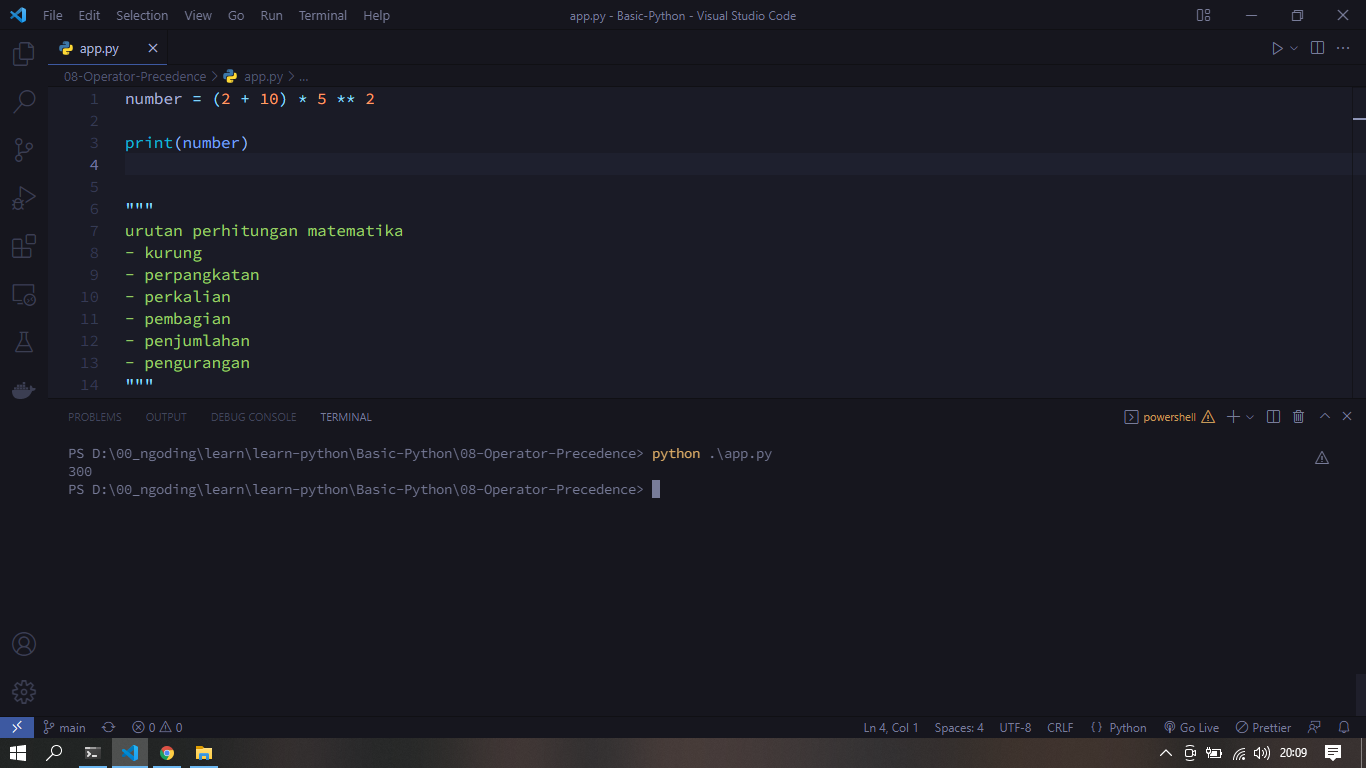 File Edit Selection View Go Run Terminal Help app.py - Basic-Python - Visual Studio Code
app.py
08-Operator-Precedence > app.py > ...
1 number = (2 + 10) * 5 ** 2
2
3 print(number)
4
5
6 """
7 urutan perhitungan matematika
8 - kurung
9 - perpangkatan
10 - perkalian
11 - pembagian
12 - penjumlahan
13 - pengurangan
14 """
PROBLEMS OUTPUT DEBUG CONSOLE TERMINAL powershell
PS D:\00_ngoding\learn\learn-python\Basic-Python\08-Operator-Precedence> python .\app.py
300
PS D:\00_ngoding\learn\learn-python\Basic-Python\08-Operator-Precedence>
main 0 0 Ln 4, Col 1 Spaces: 4 UTF-8 CRLF { } Python Go Live Prettier
20:09